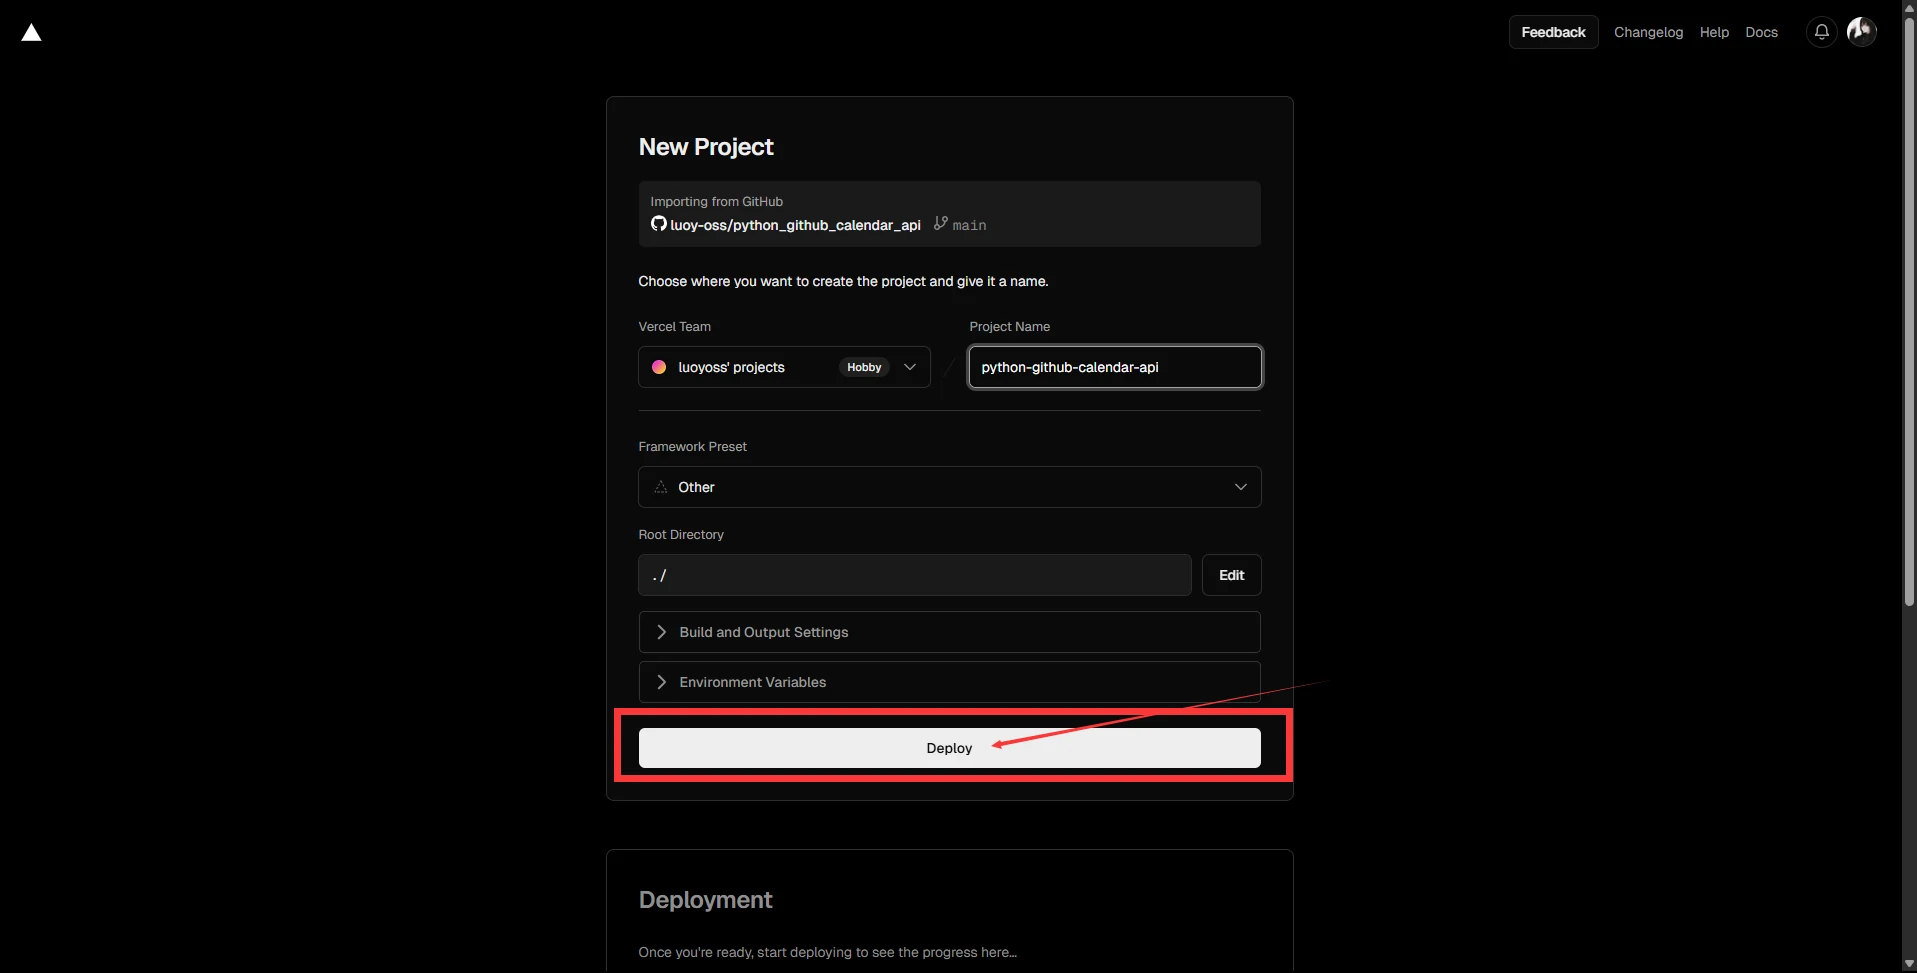 Feedback Changelog Help Docs
New Project
Importing from GitHub
luoy-oss/python_github_calendar_api main
Choose where you want to create the project and give it a name.
Vercel Team Project Name
luoyoss' projects Hobby python-github-calendar-api
Framework Preset
Other
Root Directory
./ Edit
Build and Output Settings
Environment Variables
Deploy
Deployment
Once you're ready, start deploying to see the progress here...